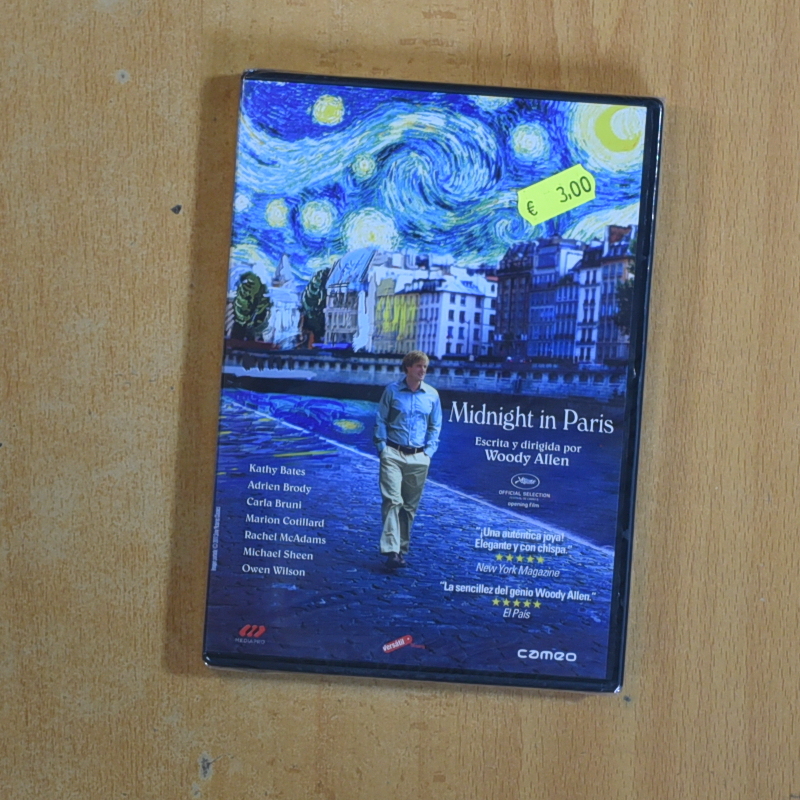 € 3,00
Midnight in Paris
Escrita y dirigida por
Woody Allen
OFFICIAL SELECTION
opening Film
Kathy Bates
Adrien Brody
Carla Bruni
Marion Cotillard
Rachel McAdams
Michael Sheen
Owen Wilson
"¡Una auténtica joya!
Elegante y con chispa."
New York Magazine
"La sencillez del genio Woody Allen."
El País
MEDIAPRO
Versátil
cameo